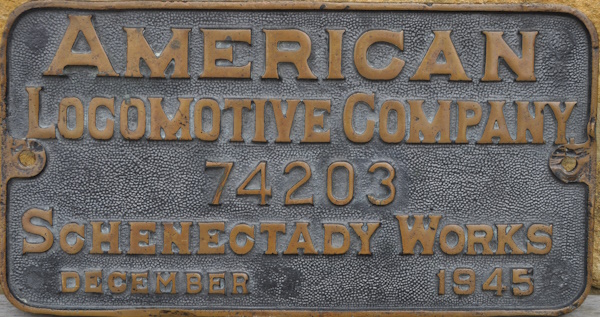 AMERICAN
LOCOMOTIVE COMPANY
74203
SCHENECTADY WORKS
DECEMBER 1945